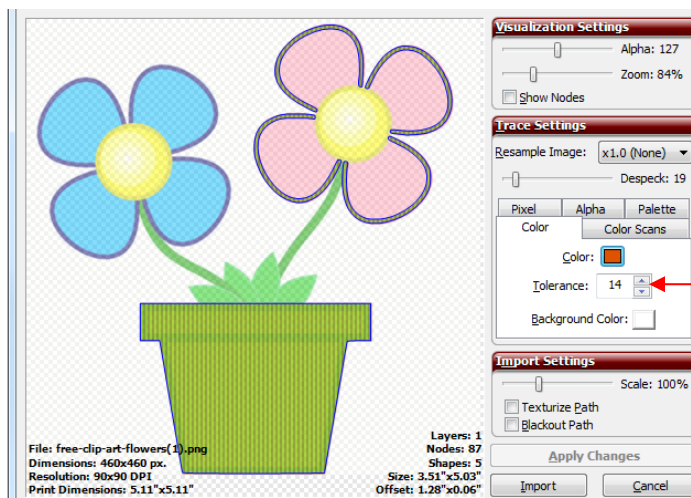 Visualization Settings
Alpha: 127
Zoom: 84%
Show Nodes
Trace Settings
Resample Image: x1.0 (None)
Despeck: 19
Pixel Alpha Palette
Color Color Scans
Color:
Tolerance: 14
Background Color:
Import Settings
Scale: 100%
Texturize Path
Blackout Path
Apply Changes
Import Cancel
File: free-clip-art-flowers(1).png
Dimensions: 460x460 px.
Resolution: 90x90 DPI
Print Dimensions: 5.11"x5.11"
Layers: 1
Nodes: 87
Shapes: 5
Size: 3.51"x5.03"
Offset: 1.28"x0.06"